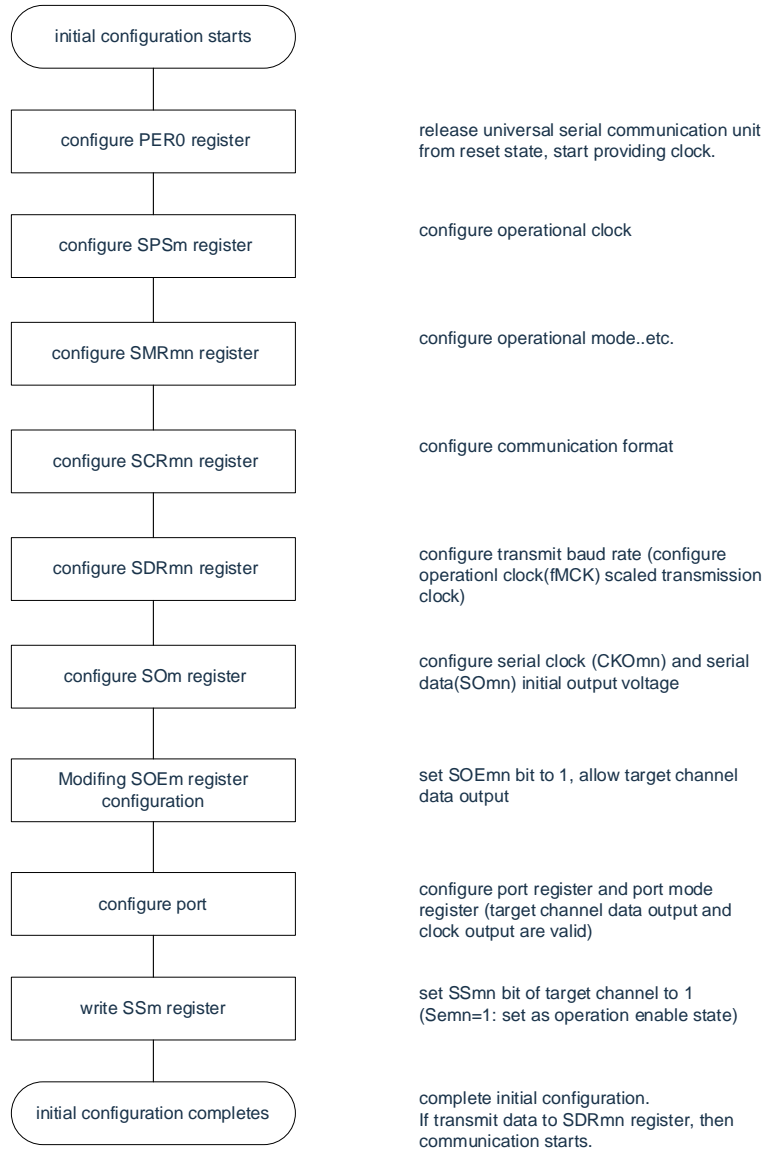 initial configuration starts
configure PER0 register
release universal serial communication unit
from reset state, start providing clock.
configure SPSm register
configure operational clock
configure SMRmn register
configure operational mode..etc.
configure SCRmn register
configure communication format
configure SDRmn register
configure transmit baud rate (configure
operationl clock(fMCK) scaled transmission
clock)
configure SOm register
configure serial clock (CKOmn) and serial
data(SOmn) initial output voltage
Modifing SOEm register
configuration
set SOEmn bit to 1, allow target channel
data output
configure port
configure port register and port mode
register (target channel data output and
clock output are valid)
write SSm register
set SSmn bit of target channel to 1
(Semn=1: set as operation enable state)
initial configuration completes
complete initial configuration.
If transmit data to SDRmn register, then
communication starts.